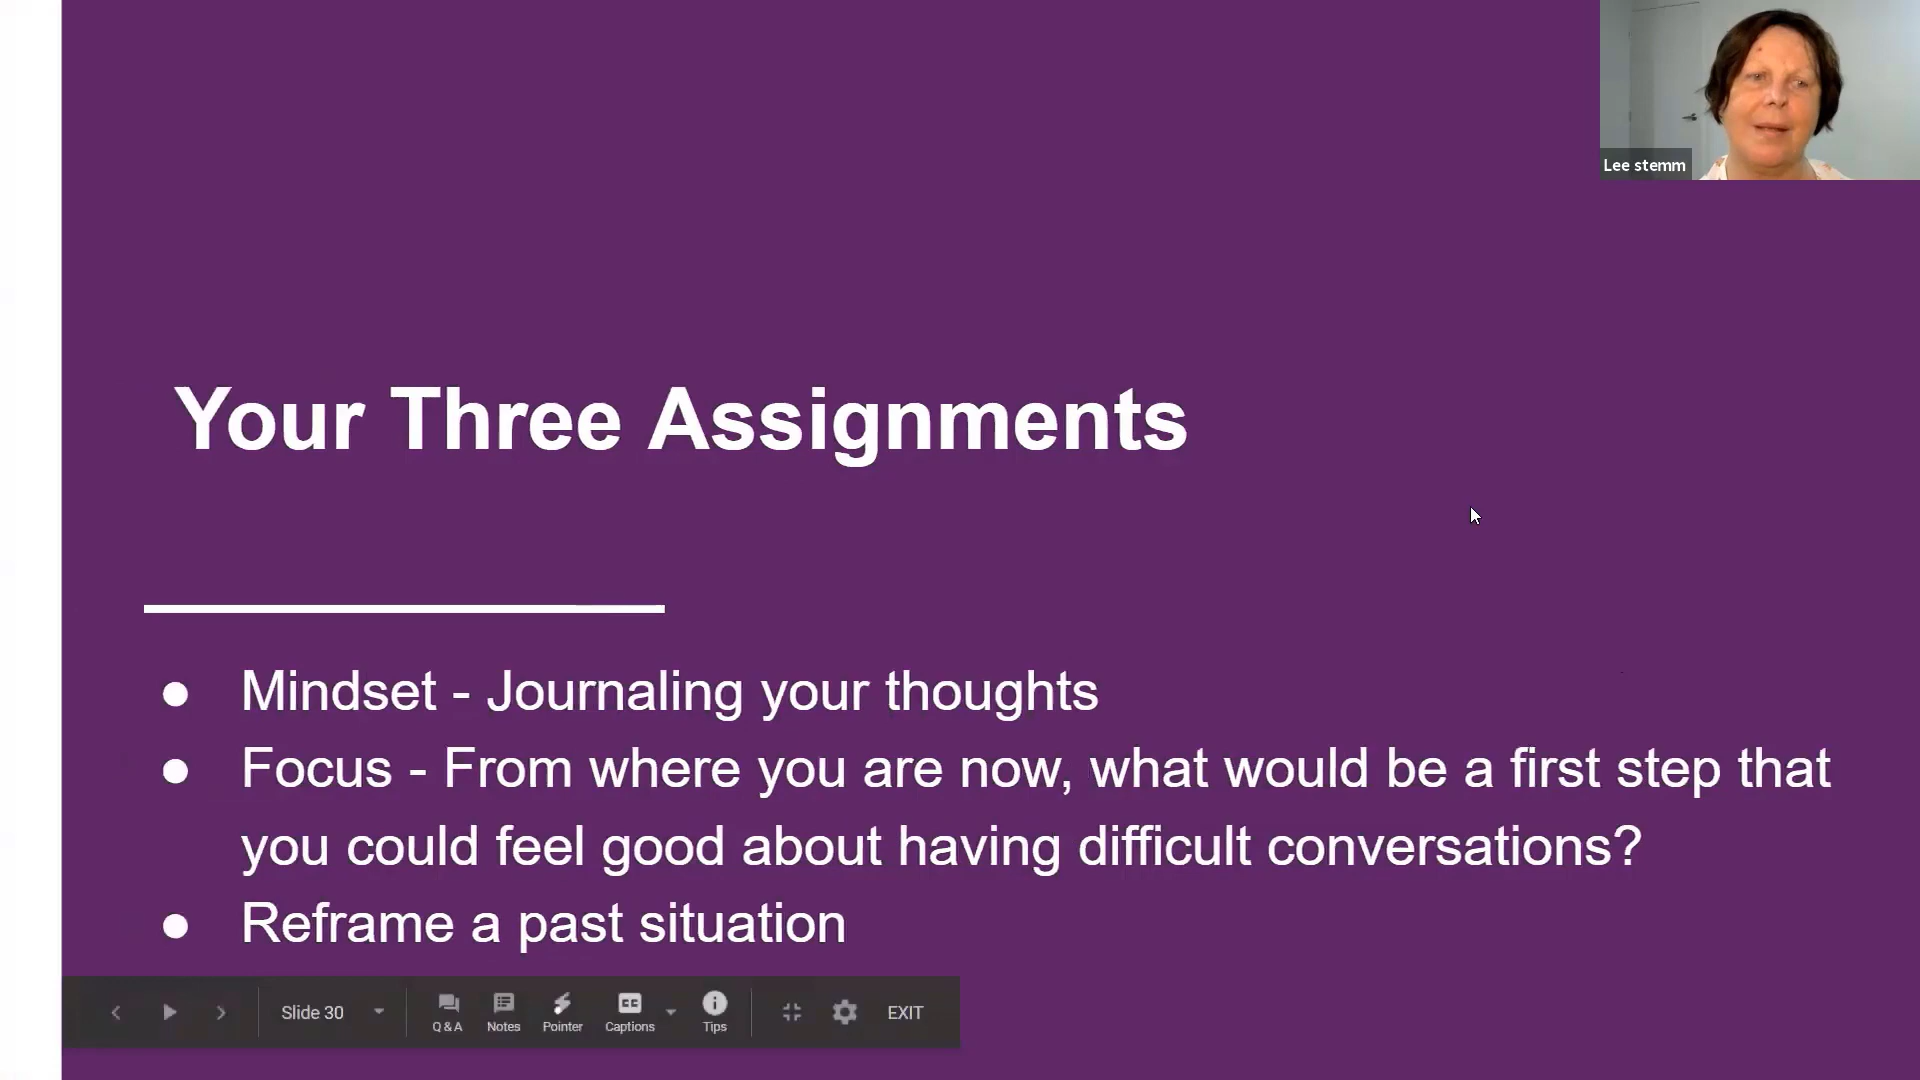 Lee stemm
Your Three Assignments
● Mindset - Journaling your thoughts
● Focus - From where you are now, what would be a first step that
you could feel good about having difficult conversations?
● Reframe a past situation
Slide 30
Q & A
Notes
Pointer
Captions
Tips
EXIT